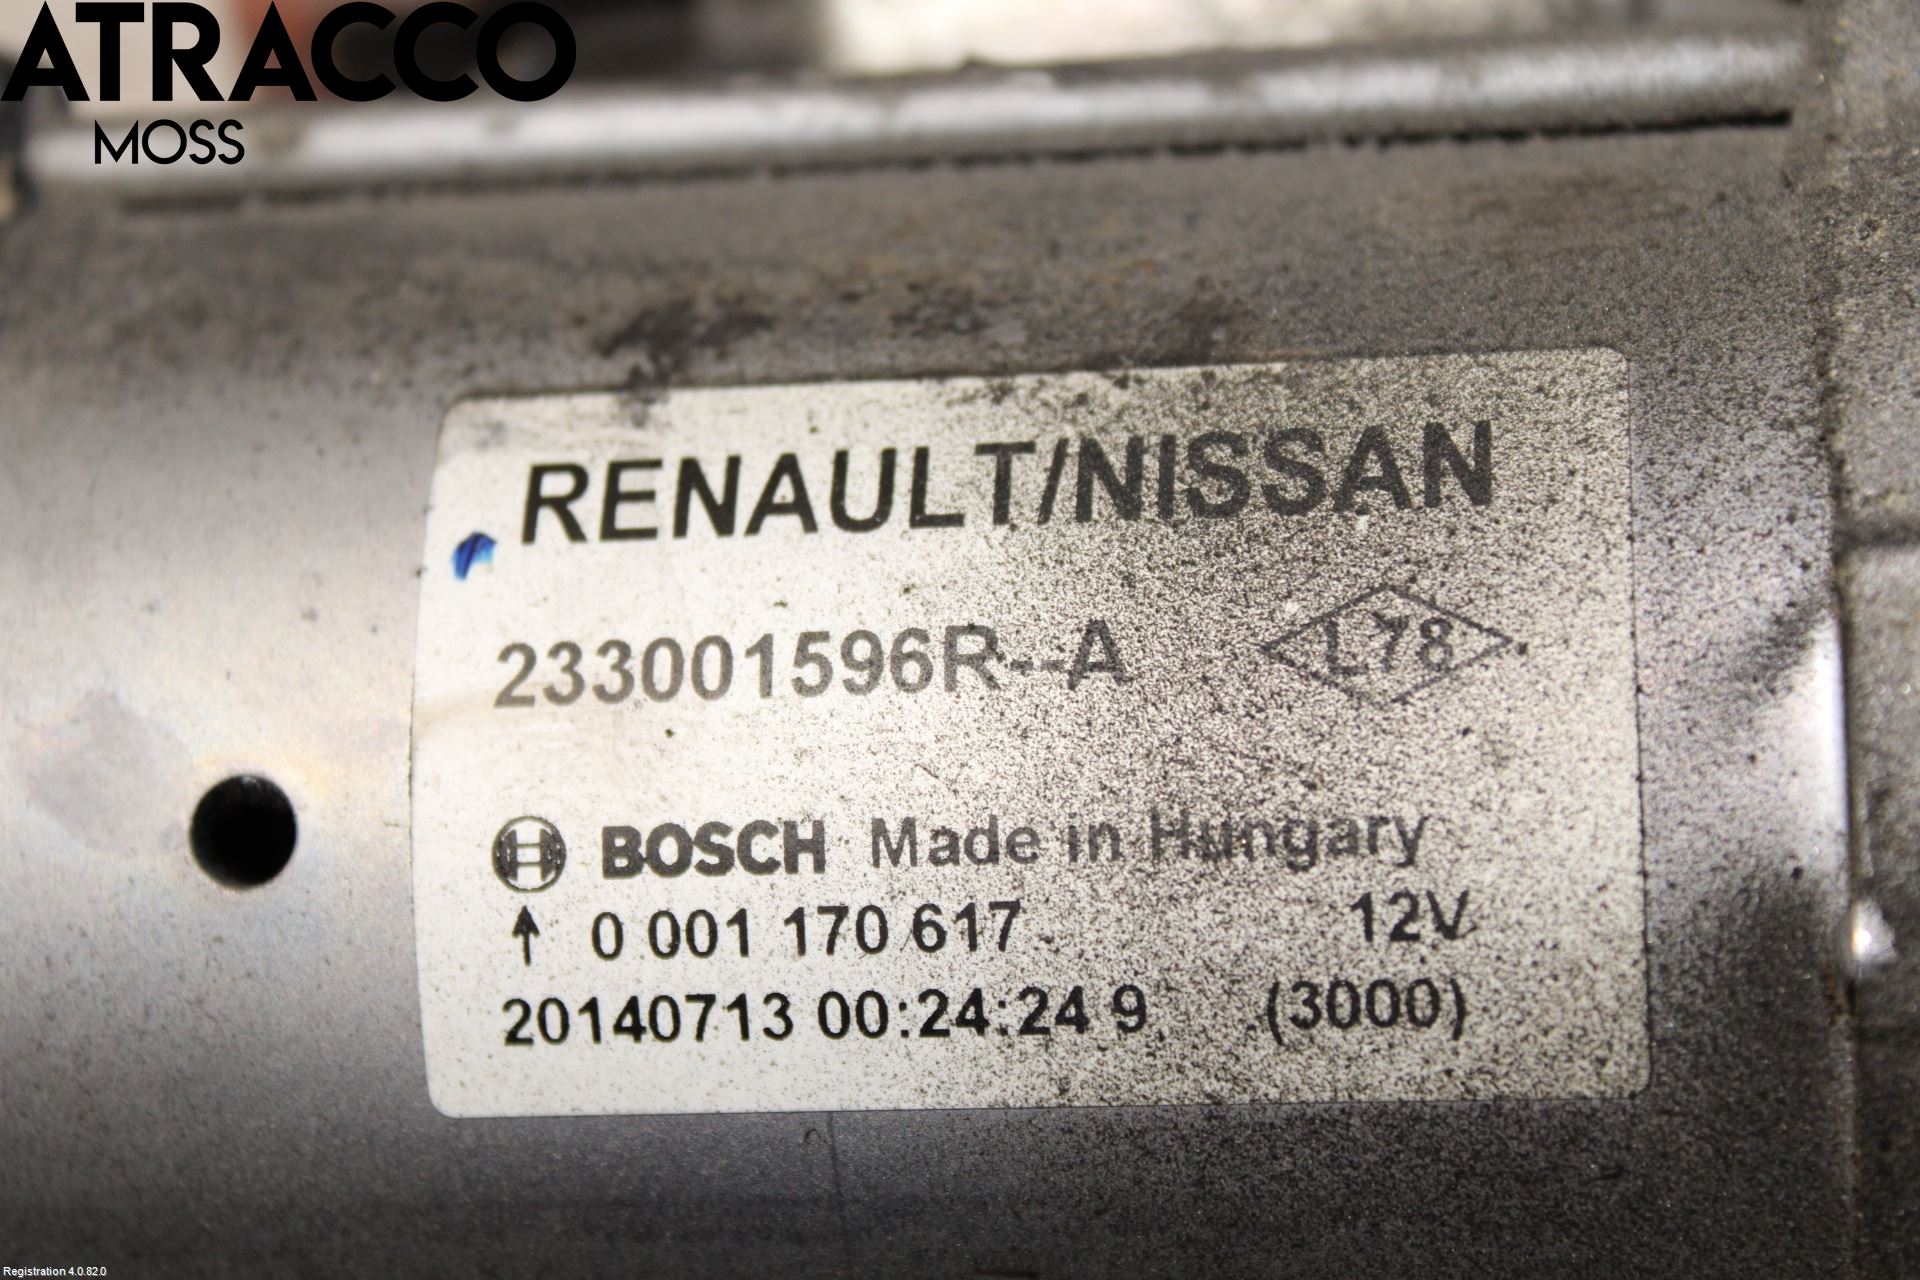 ATRACCO
MOSS
RENAULT/NISSAN
233001596R--A
L78
BOSCH Made in Hungary
↑ 0 001 170 617 12V
20140713 00:24:24 9 (3000)
Registration 4.0.82.0